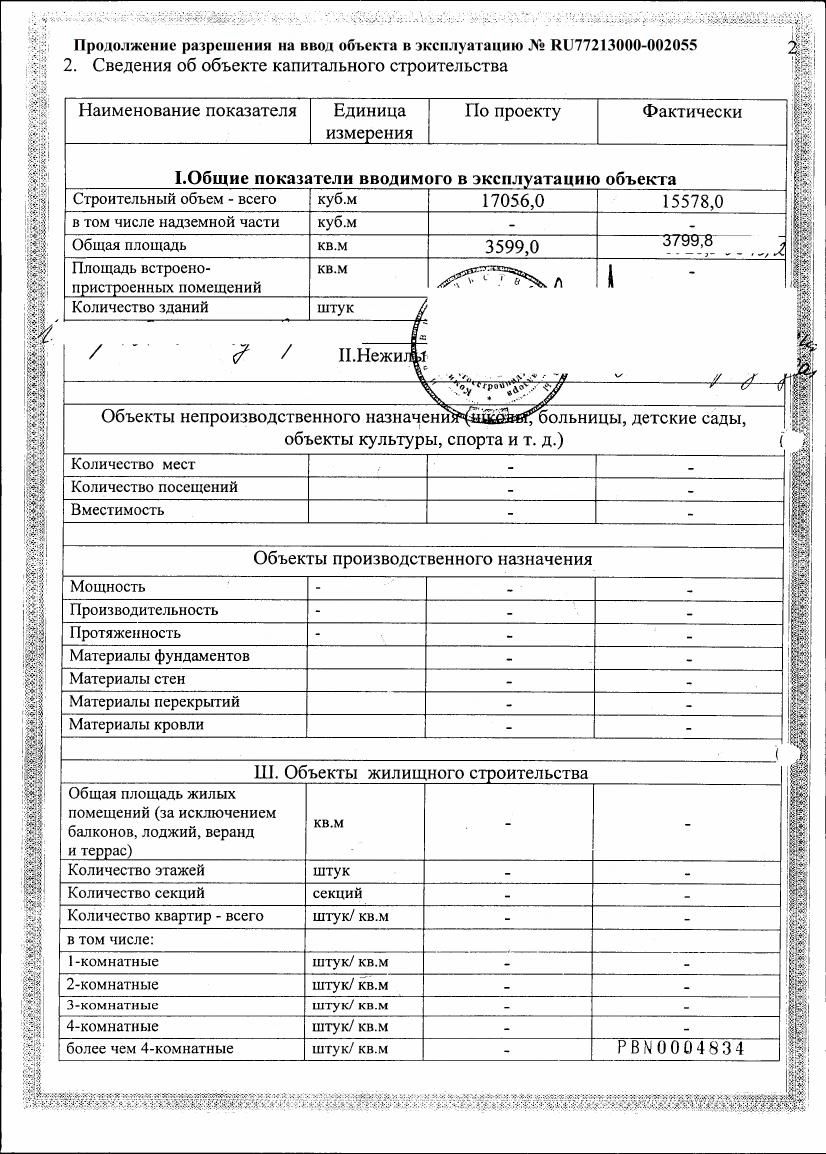 Продолжение разрешения на ввод объекта в эксплуатацию № RU77213000-002055
2
2. Сведения об объекте капитального строительства
Наименование показателя Единица измерения По проекту Фактически
I.Общие показатели вводимого в эксплуатацию объекта
Строительный объем - всего куб.м 17056,0 15578,0
в том числе надземной части куб.м - -
Общая площадь кв.м 3599,0 3799,8
Площадь встроено-
пристроенных помещений кв.м -
Количество зданий штук
II.Нежилы
Объекты непроизводственного назначения (школы, больницы, детские сады,
объекты культуры, спорта и т. д.)
Количество мест - -
Количество посещений - -
Вместимость - -
Объекты производственного назначения
Мощность - - -
Производительность - - -
Протяженность - - -
Материалы фундаментов - -
Материалы стен - -
Материалы перекрытий - -
Материалы кровли - -
Ш. Объекты жилищного строительства
Общая площадь жилых
помещений (за исключением
балконов, лоджий, веранд
и террас) кв.м - -
Количество этажей штук - -
Количество секций секций - -
Количество квартир - всего штук/ кв.м - -
в том числе:
1-комнатные штук/ кв.м - -
2-комнатные штук/ кв.м - -
3-комнатные штук/ кв.м - -
4-комнатные штук/ кв.м - -
более чем 4-комнатные штук/ кв.м - PBN0004834